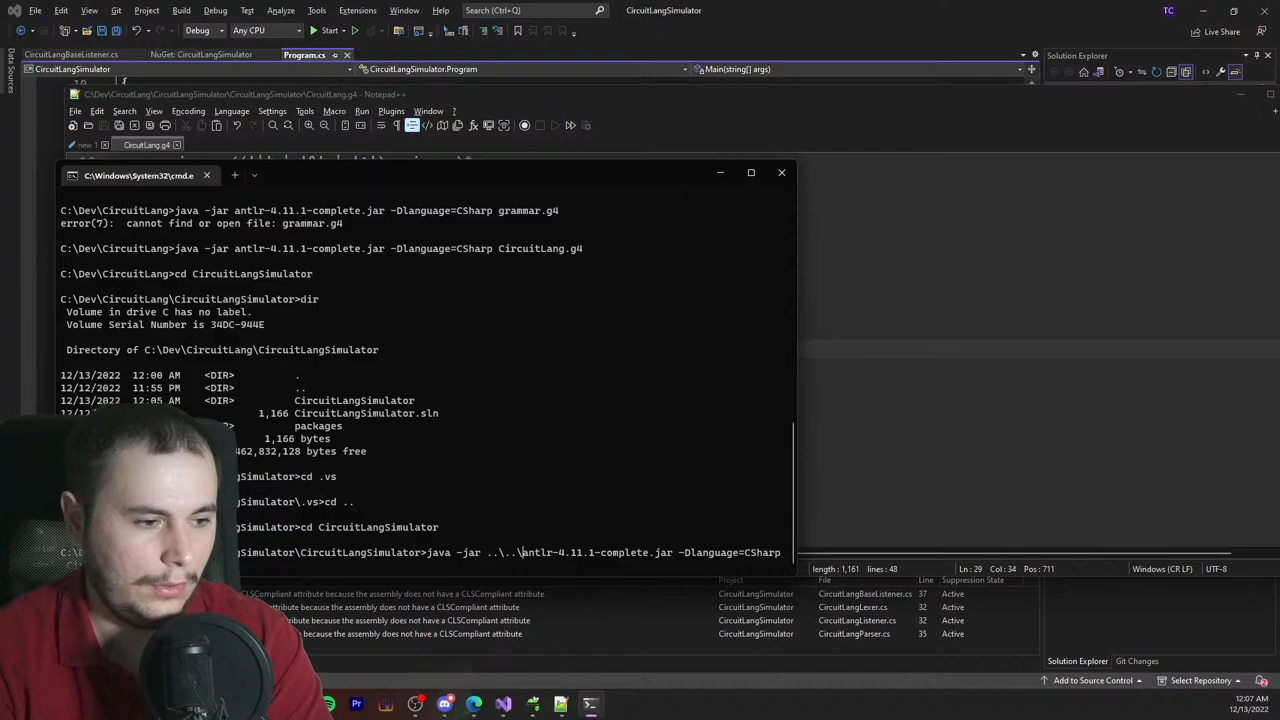 File Edit View Git Project Build Debug Test Analyze Tools Extensions Window Help Search (Ctrl+Q) CircuitLangSimulator TC
Debug Any CPU Start Live Share
Data Sources
CircuitLangBaseListener.cs NuGet: CircuitLangSimulator Program.cs Solution Explorer
CircuitLangSimulator CircuitLangSimulator.Program Main(string[] args)
C:\Dev\CircuitLang\CircuitLangSimulator\CircuitLangSimulator\CircuitLang.g4 - Notepad++
File Edit Search View Encoding Language Settings Tools Macro Run Plugins Window ?
new 1 CircuitLang.g4
C:\Windows\System32\cmd.e
C:\Dev\CircuitLang>java -jar antlr-4.11.1-complete.jar -Dlanguage=CSharp grammar.g4
error(7): cannot find or open file: grammar.g4
C:\Dev\CircuitLang>java -jar antlr-4.11.1-complete.jar -Dlanguage=CSharp CircuitLang.g4
C:\Dev\CircuitLang>cd CircuitLangSimulator
C:\Dev\CircuitLang\CircuitLangSimulator>dir
Volume in drive C has no label.
Volume Serial Number is 34DC-944E
Directory of C:\Dev\CircuitLang\CircuitLangSimulator
12/13/2022 12:00 AM <DIR> .
12/12/2022 11:55 PM <DIR> ..
12/13/2022 12:05 AM <DIR> CircuitLangSimulator
1,166 CircuitLangSimulator.sln
packages
1,166 bytes
462,832,128 bytes free
gSimulator>cd .vs
gSimulator\.vs>cd ..
gSimulator>cd CircuitLangSimulator
gSimulator\CircuitLangSimulator>java -jar ..\..\antlr-4.11.1-complete.jar -Dlanguage=CSharp
length : 1,161 lines : 48 Ln : 29 Col : 34 Pos : 711 Windows (CR LF) UTF-8
Project File Line Suppression State
CLSCompliant attribute because the assembly does not have a CLSCompliant attribute CircuitLangSimulator CircuitLangBaseListener.cs 37 Active
because the assembly does not have a CLSCompliant attribute CircuitLangSimulator CircuitLangLexer.cs 32 Active
because the assembly does not have a CLSCompliant attribute CircuitLangSimulator CircuitLangListener.cs 32 Active
because the assembly does not have a CLSCompliant attribute CircuitLangSimulator CircuitLangParser.cs 35 Active
Solution Explorer Git Changes
Add to Source Control Select Repository 2
12:07 AM
12/13/2022